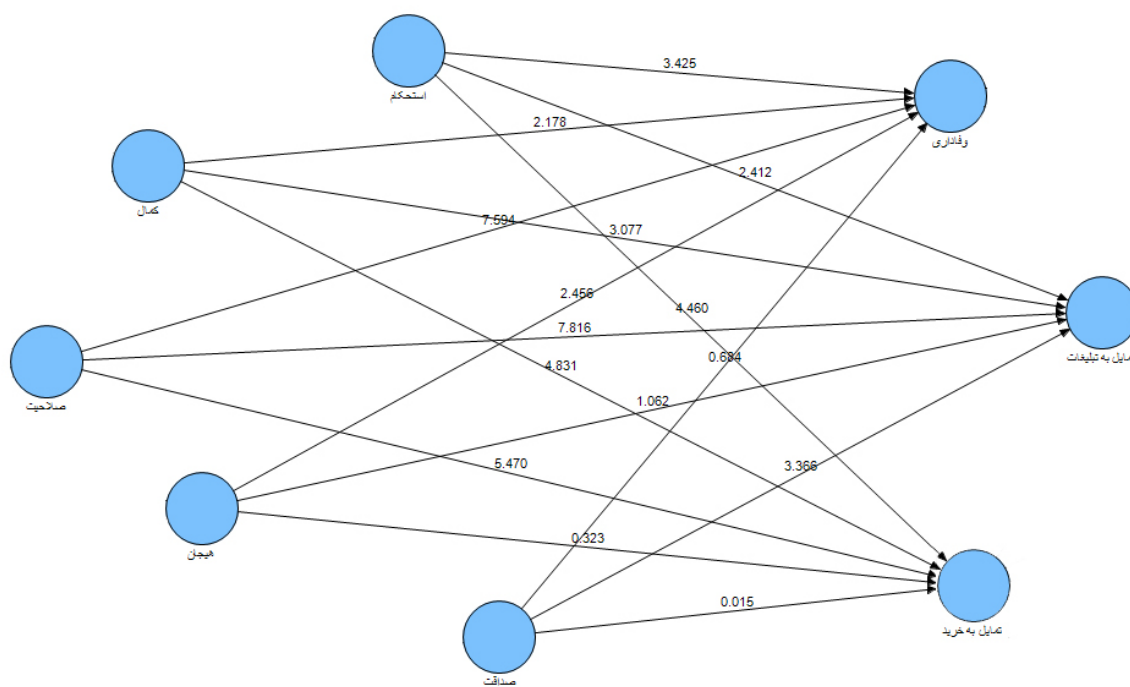 استحکام
3.425
وفاداری
2.178
کمال
2.412
7.594
3.077
2.456
4.460
7.816
0.684
مایل به تبلیغات
4.831
صلاحیت
1.062
5.470
3.366
0.323
هیجان
0.015
تمایل به خرید
صداقت